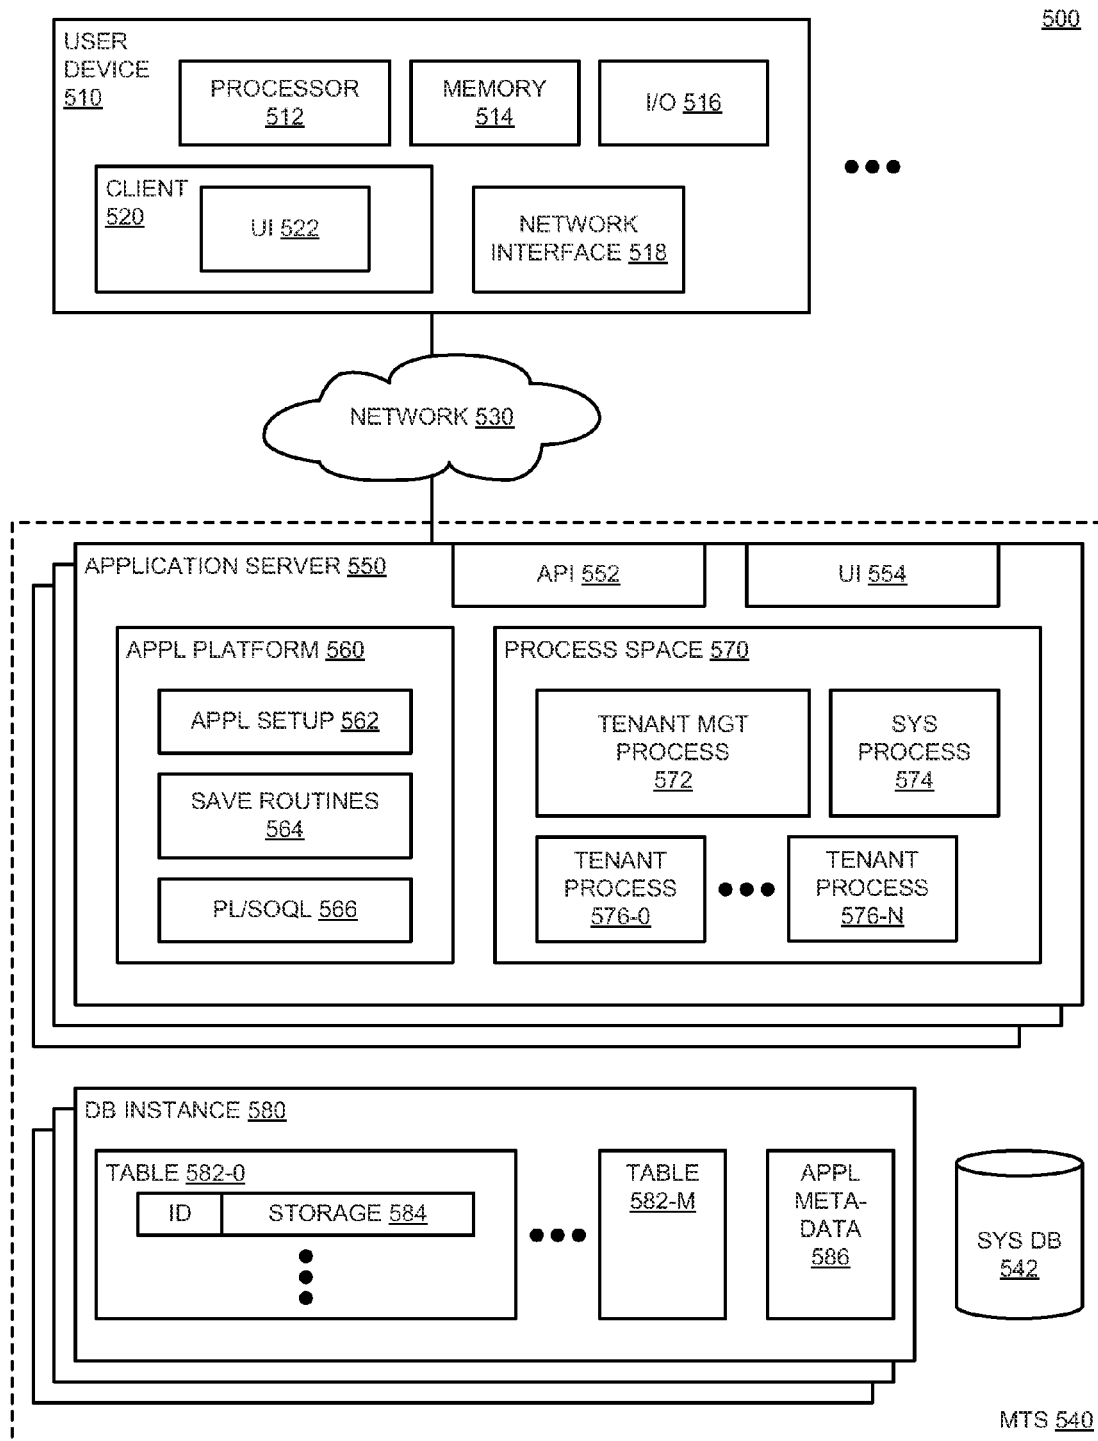 500
USER
DEVICE
510
PROCESSOR
512
MEMORY
514
I/O 516
CLIENT
520
UI 522
NETWORK
INTERFACE 518
NETWORK 530
APPLICATION SERVER 550
API 552
UI 554
APPL PLATFORM 560
APPL SETUP 562
SAVE ROUTINES
564
PL/SOQL 566
PROCESS SPACE 570
TENANT MGT
PROCESS
572
SYS
PROCESS
574
TENANT
PROCESS
576-0
TENANT
PROCESS
576-N
DB INSTANCE 580
TABLE 582-0
ID
STORAGE 584
TABLE
582-M
APPL
META-
DATA
586
SYS DB
542
MTS 540